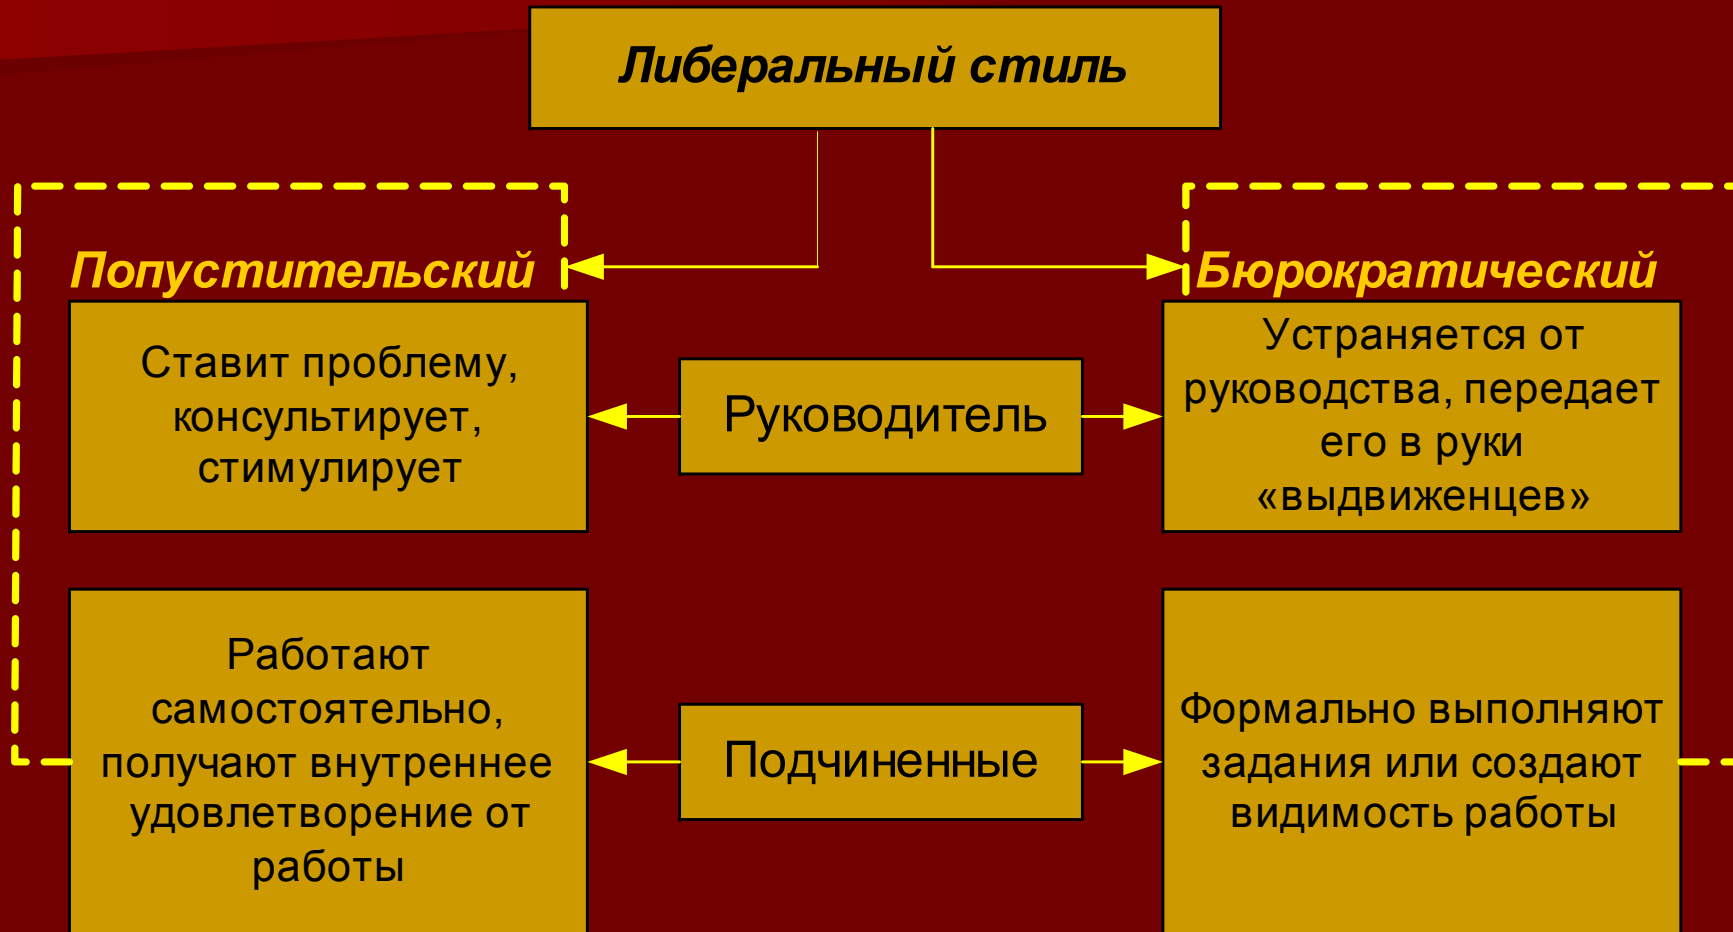 Либеральный стиль
Попустительский
Бюрократический
Ставит проблему,
консультирует,
стимулирует
Руководитель
Устраняется от
руководства, передает
его в руки
«выдвиженцев»
Работают
самостоятельно,
получают внутреннее
удовлетворение от
работы
Подчиненные
Формально выполняют
задания или создают
видимость работы